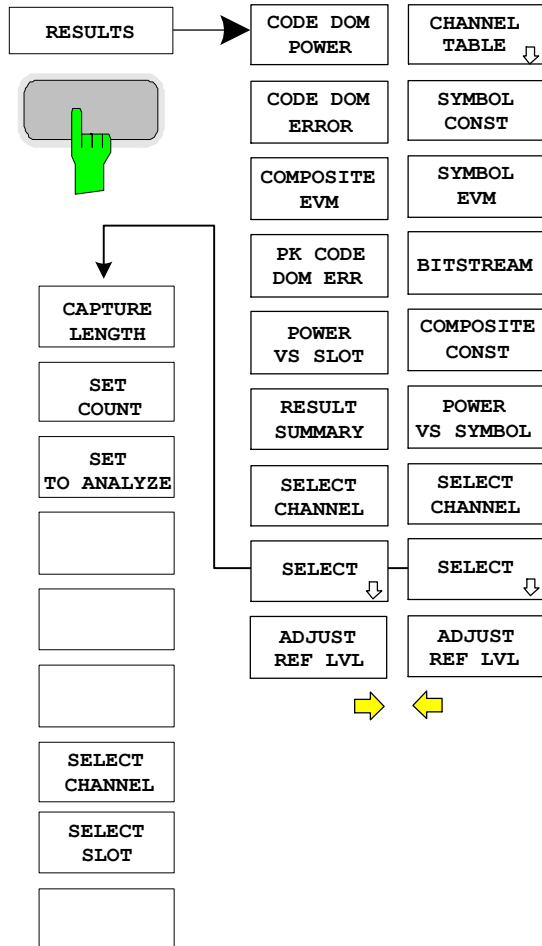 RESULTS
CODE DOM
POWER
CODE DOM
ERROR
COMPOSITE
EVM
PK CODE
DOM ERR
POWER
VS SLOT
RESULT
SUMMARY
SELECT
CHANNEL
SELECT
ADJUST
REF LVL
CHANNEL
TABLE
SYMBOL
CONST
SYMBOL
EVM
BITSTREAM
COMPOSITE
CONST
POWER
VS SYMBOL
SELECT
CHANNEL
SELECT
ADJUST
REF LVL
CAPTURE
LENGTH
SET
COUNT
SET
TO ANALYZE
SELECT
CHANNEL
SELECT
SLOT